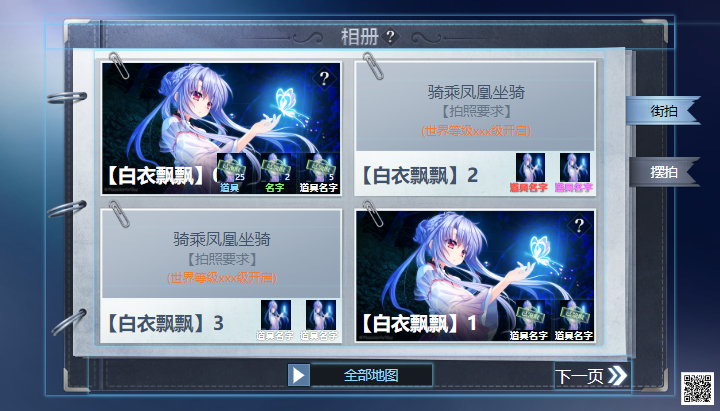 相册 ?
?
25
2
5
【白衣飘飘】
道具
名字
道具名字
骑乘凤凰坐骑
【拍照要求】
(世界等级xxx级开启)
【白衣飘飘】2
道具名字
道具名字
街拍
摆拍
骑乘凤凰坐骑
【拍照要求】
(世界等级xxx级开启)
【白衣飘飘】3
道具名字
道具名字
?
【白衣飘飘】1
道具名字
道具名字
全部地图
下一页